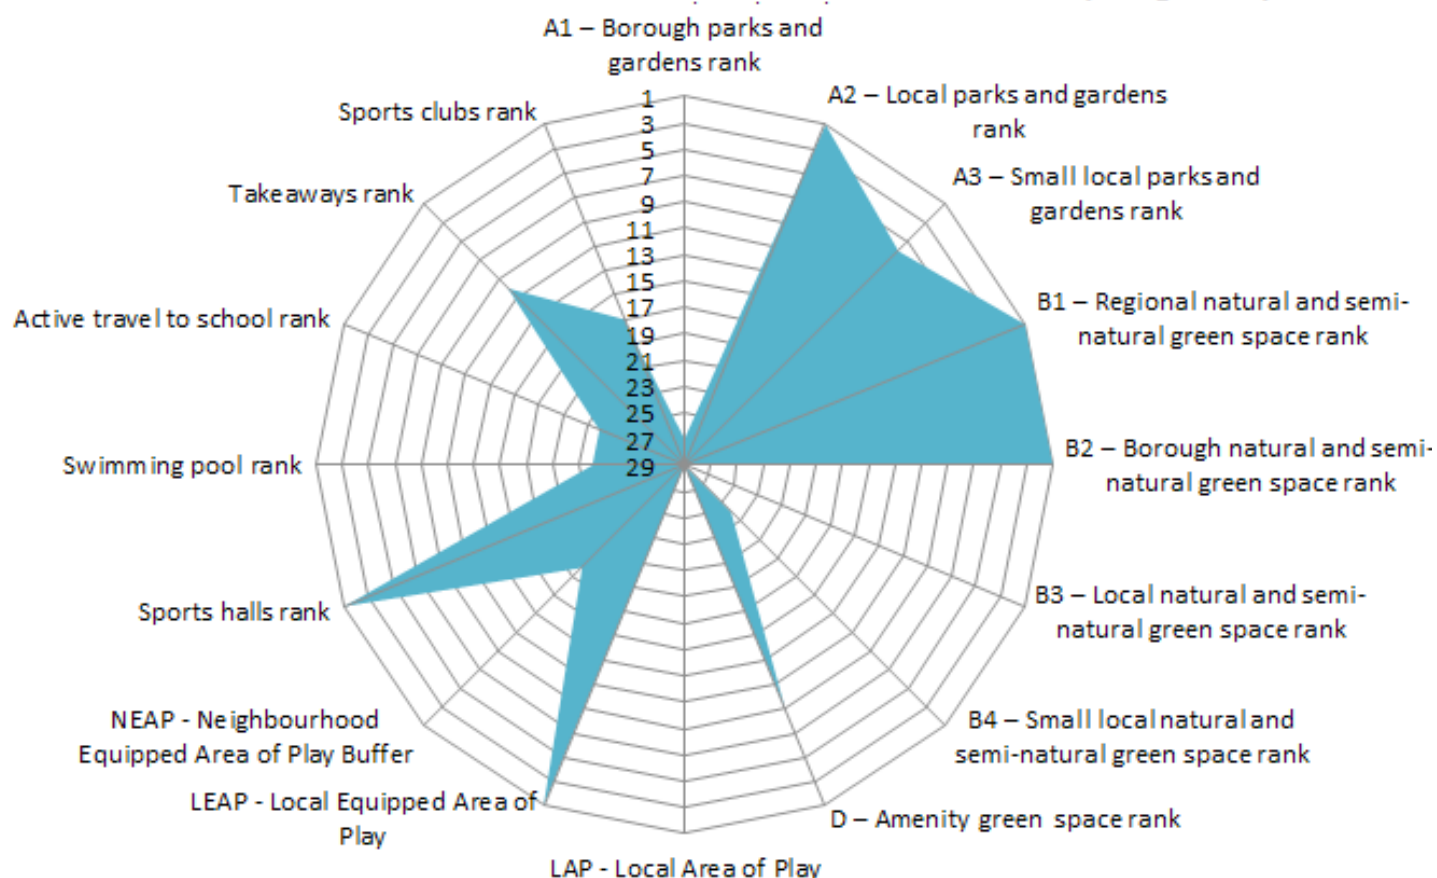 A1 – Borough parks and
gardens rank
A2 – Local parks and gardens
rank
A3 – Small local parks and
gardens rank
B1 – Regional natural and semi-
natural green space rank
B2 – Borough natural and semi-
natural green space rank
B3 – Local natural and semi-
natural green space rank
B4 – Small local natural and
semi-natural green space rank
D – Amenity green space rank
LAP - Local Area of Play
LEAP - Local Equipped Area of
Play
NEAP - Neighbourhood
Equipped Area of Play Buffer
Sports halls rank
Swimming pool rank
Active travel to school rank
Takeaways rank
Sports clubs rank
1
3
5
7
9
11
13
15
17
19
21
23
25
27
29